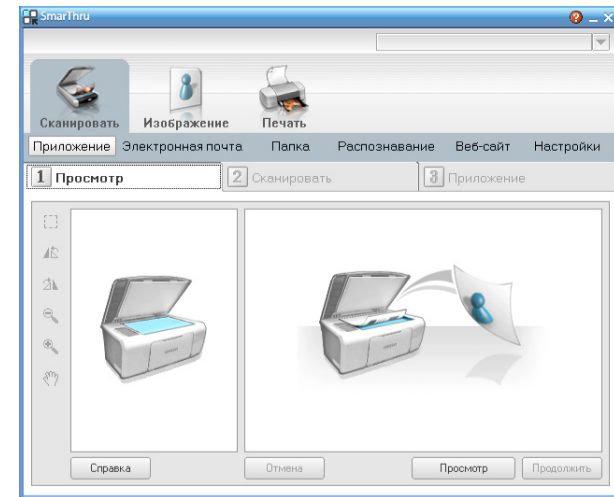 SmarThru
Сканировать Изображение Печать
Приложение Электронная почта Папка Распознавание Веб-сайт Настройки
1 Просмотр 2 Сканировать 3 Приложение
Справка Отмена Просмотр Продолжить